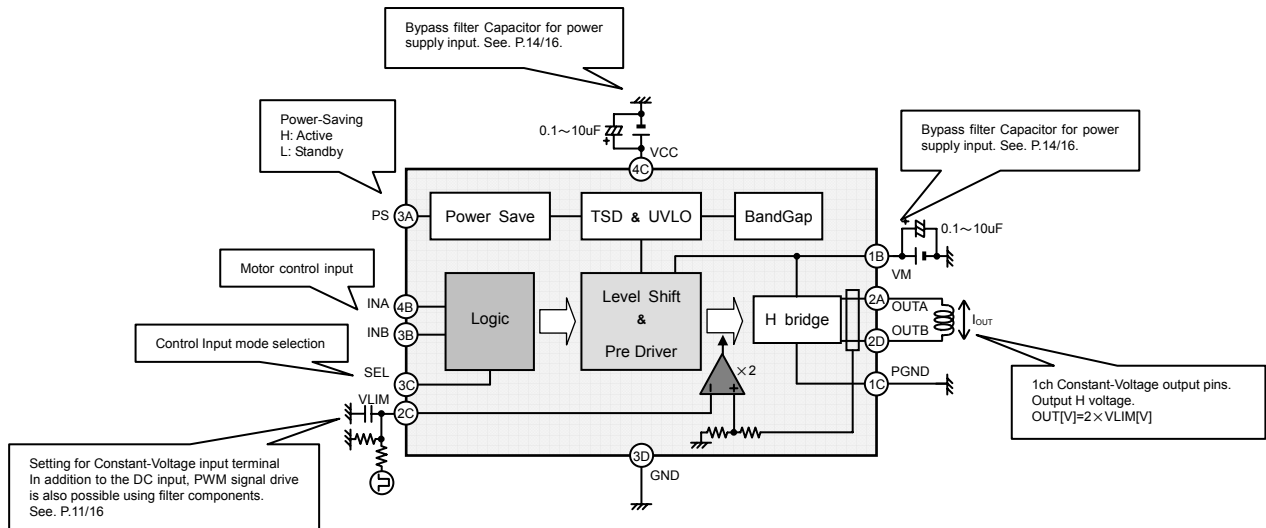 Bypass filter Capacitor for power
supply input. See. P.14/16.
Power-Saving
H: Active
L: Standby
0.1～10uF
+
VCC
4C
Bypass filter Capacitor for power
supply input. See. P.14/16.
PS
3A
Power Save
TSD & UVLO
BandGap
+
0.1～10uF
1B
VM
Motor control input
INA
4B
INB
3B
Logic
Level Shift
&
Pre Driver
H bridge
2A
OUTA
OUTB
2D
IOUT
Control Input mode selection
SEL
3C
×2
PGND
1C
VLIM
2C
1ch Constant-Voltage output pins.
Output H voltage.
OUT[V]=2×VLIM[V]
Setting for Constant-Voltage input terminal
In addition to the DC input, PWM signal drive
is also possible using filter components.
See. P.11/16
3D
GND